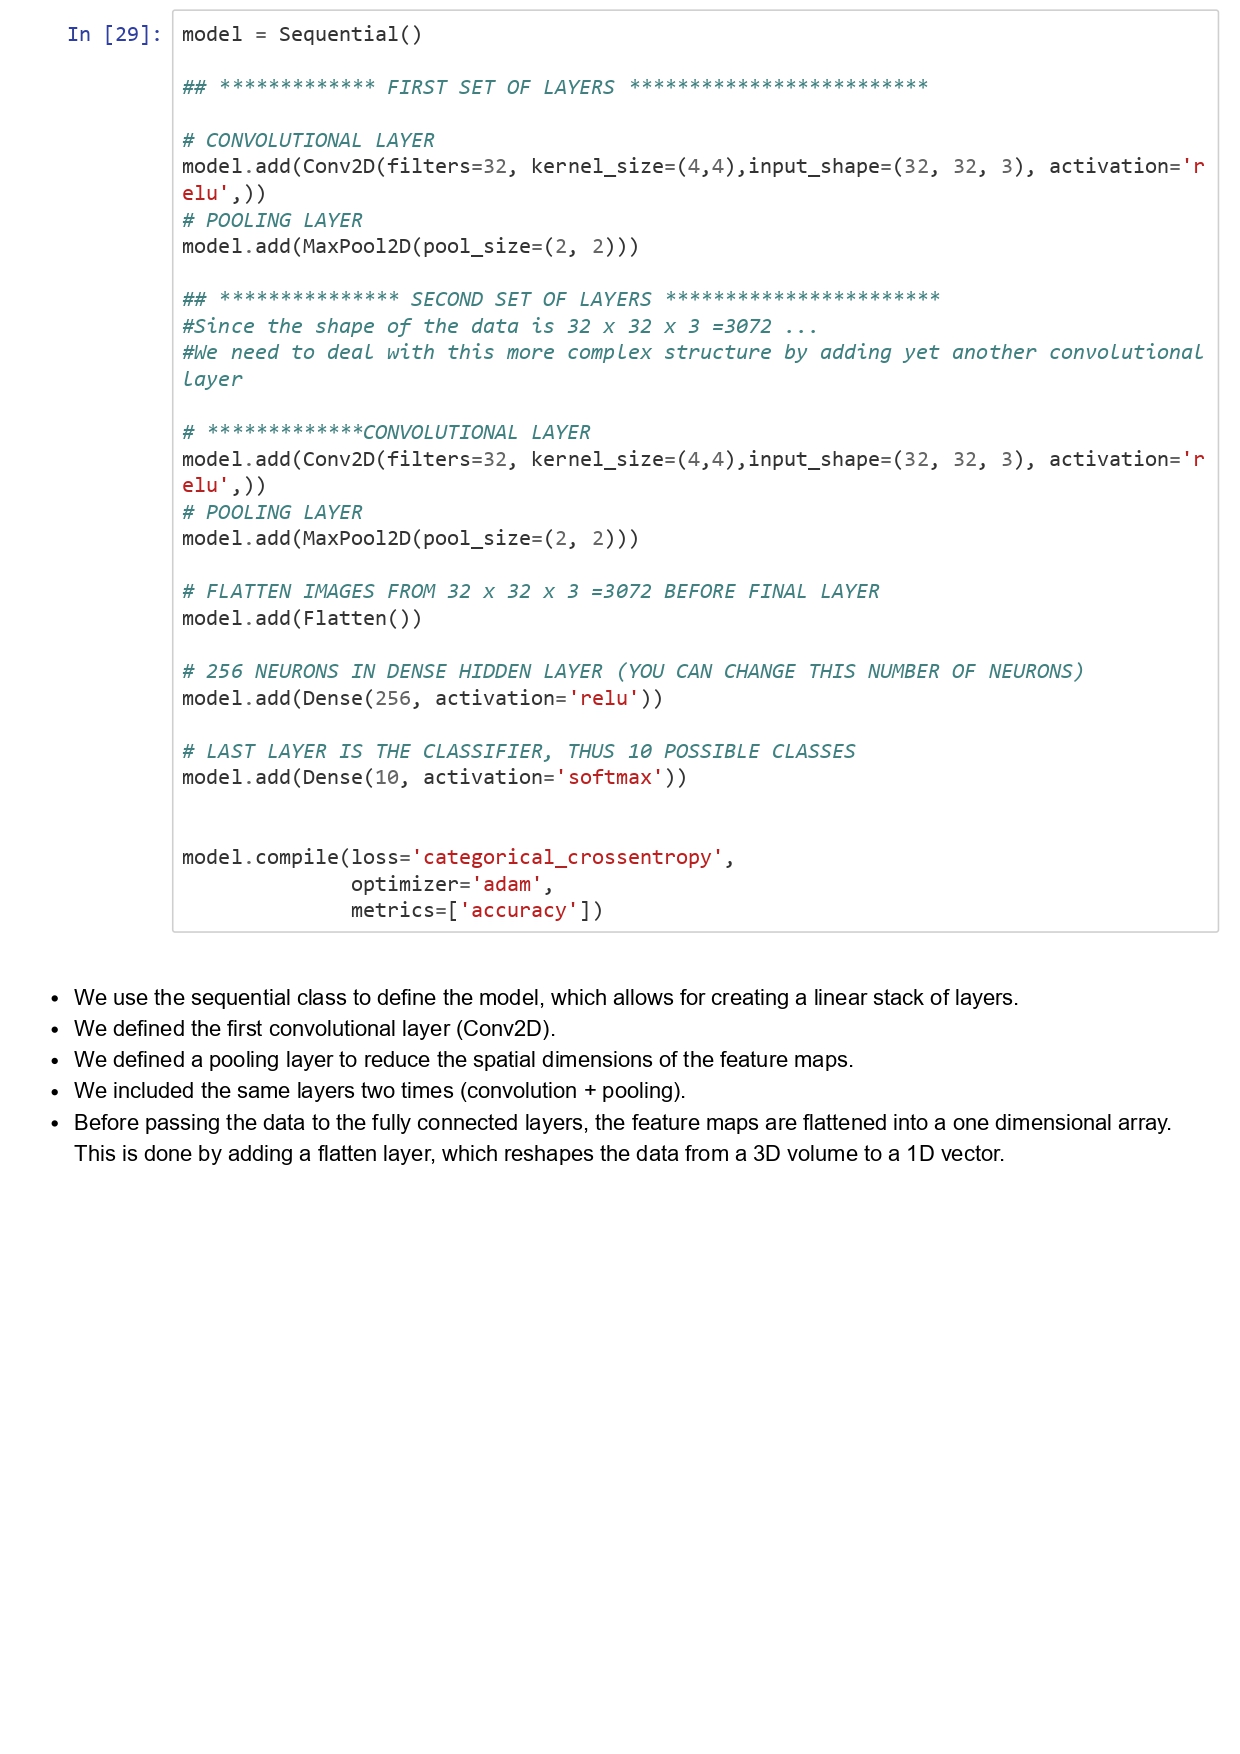 In [29]: model = Sequential()
## ************* FIRST SET OF LAYERS *************************
# CONVOLUTIONAL LAYER
model.add(Conv2D(filters=32, kernel_size=(4,4),input_shape=(32, 32, 3), activation='r
elu',))
# POOLING LAYER
model.add(MaxPool2D(pool_size=(2, 2)))
## *************** SECOND SET OF LAYERS ***********************
#Since the shape of the data is 32 x 32 x 3 =3072 ...
#We need to deal with this more complex structure by adding yet another convolutional
layer
# *************CONVOLUTIONAL LAYER
model.add(Conv2D(filters=32, kernel_size=(4,4),input_shape=(32, 32, 3), activation='r
elu',))
# POOLING LAYER
model.add(MaxPool2D(pool_size=(2, 2)))
# FLATTEN IMAGES FROM 32 x 32 x 3 =3072 BEFORE FINAL LAYER
model.add(Flatten())
# 256 NEURONS IN DENSE HIDDEN LAYER (YOU CAN CHANGE THIS NUMBER OF NEURONS)
model.add(Dense(256, activation='relu'))
# LAST LAYER IS THE CLASSIFIER, THUS 10 POSSIBLE CLASSES
model.add(Dense(10, activation='softmax'))
model.compile(loss='categorical_crossentropy',
optimizer='adam',
metrics=['accuracy'])
• We use the sequential class to define the model, which allows for creating a linear stack of layers.
• We defined the first convolutional layer (Conv2D).
• We defined a pooling layer to reduce the spatial dimensions of the feature maps.
• We included the same layers two times (convolution + pooling).
• Before passing the data to the fully connected layers, the feature maps are flattened into a one dimensional array.
This is done by adding a flatten layer, which reshapes the data from a 3D volume to a 1D vector.